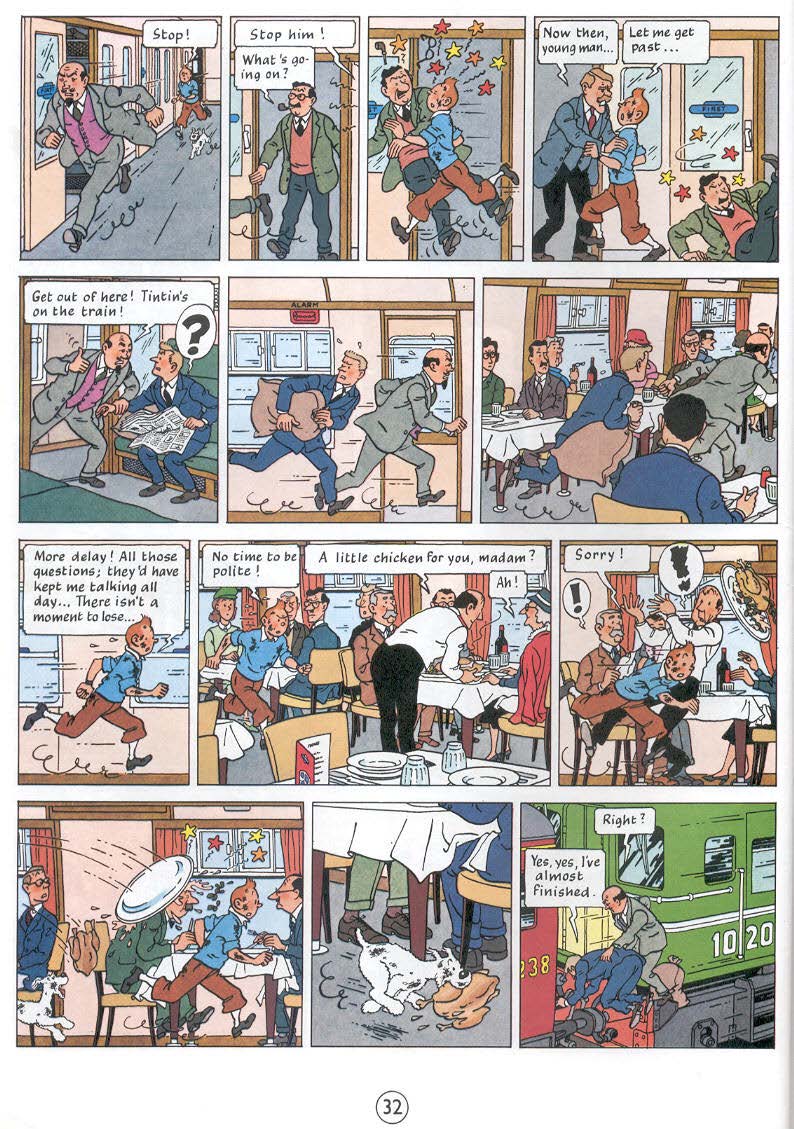 Stop!
FIRST
Stop him!
What's go-
ing on?
?
Now then,
young man...
Let me get
past...
FIRST
Get out of here! Tintin's
on the train!
?
ALARM
More delay! All those
questions; they'd have
kept me talking all
day... There isn't a
moment to lose...
No time to be
polite!
A little chicken for you, madam?
Ah!
Sorry!
!
Right?
Yes, yes, I've
almost
finished.
238
10 20
32